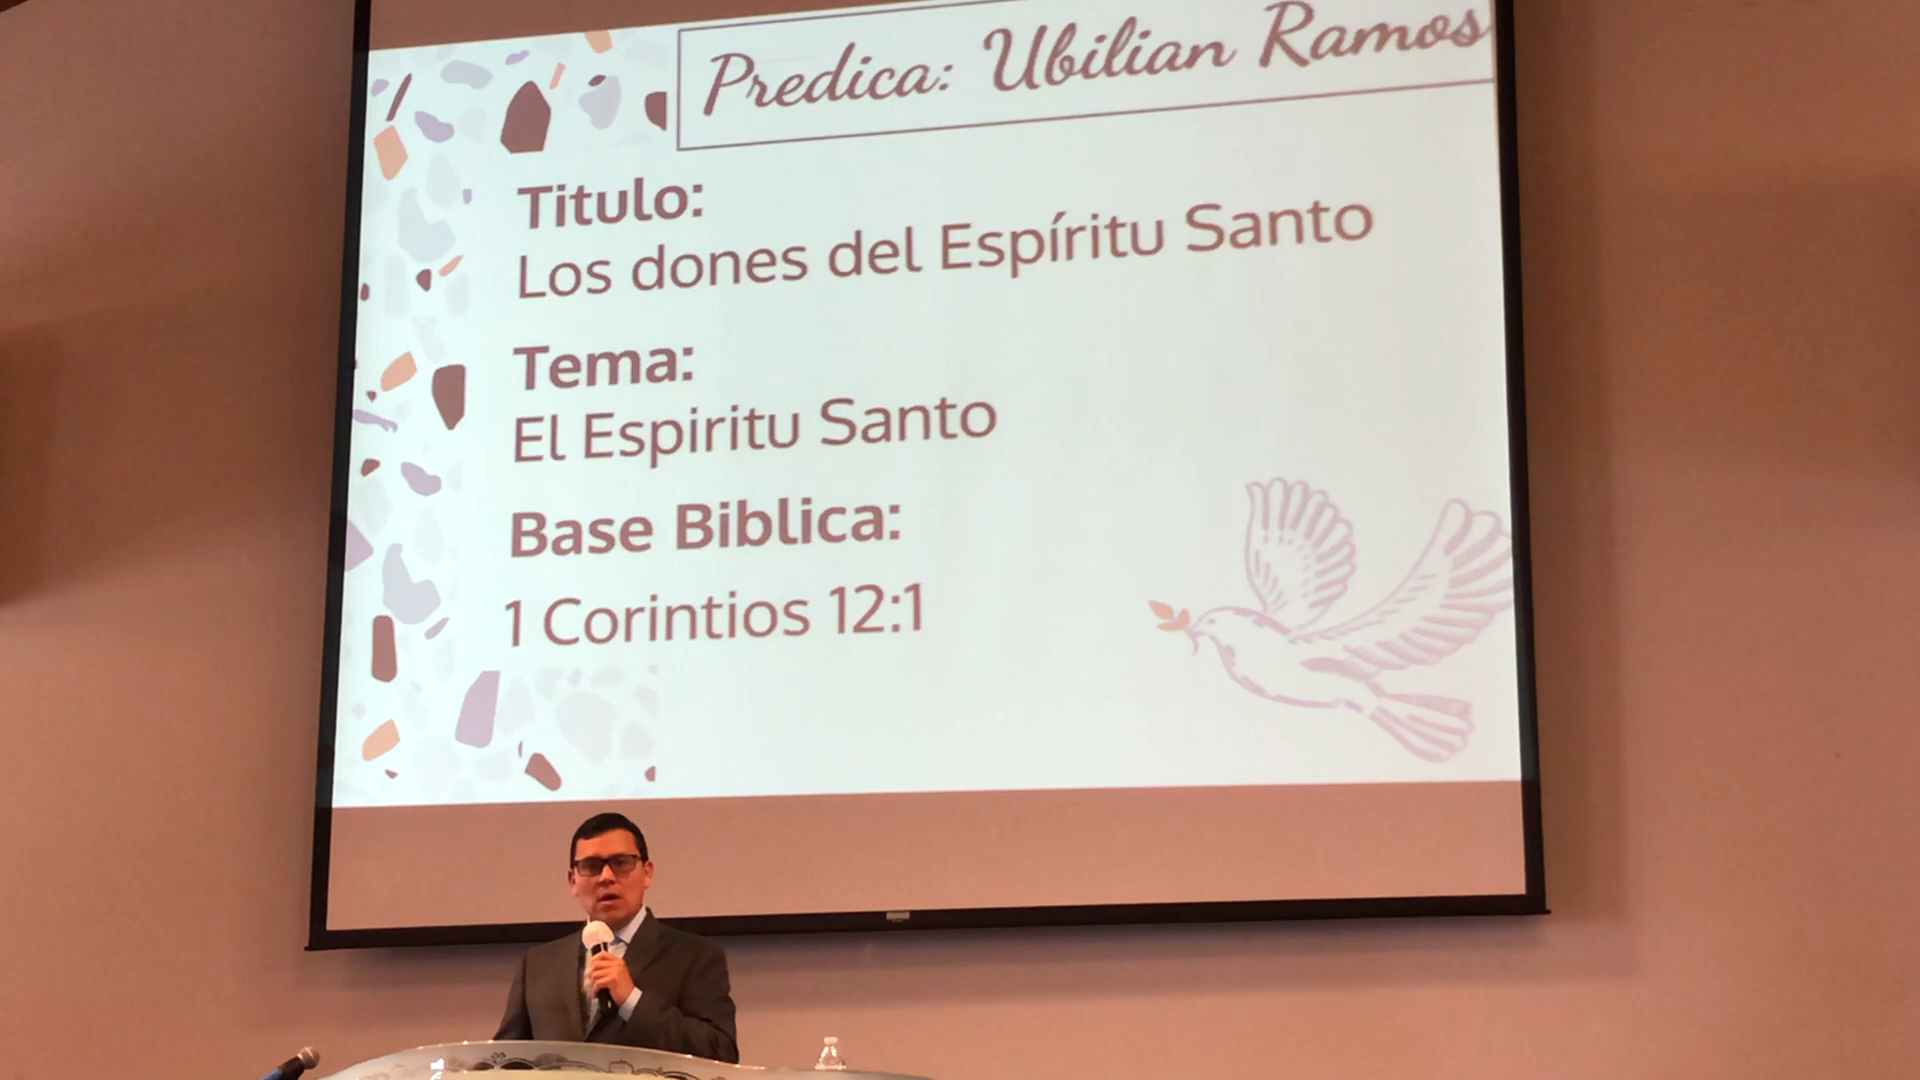 Predica: Ubilian Ramos
Titulo:
Los dones del Espíritu Santo
Tema:
El Espiritu Santo
Base Biblica:
1 Corintios 12:1